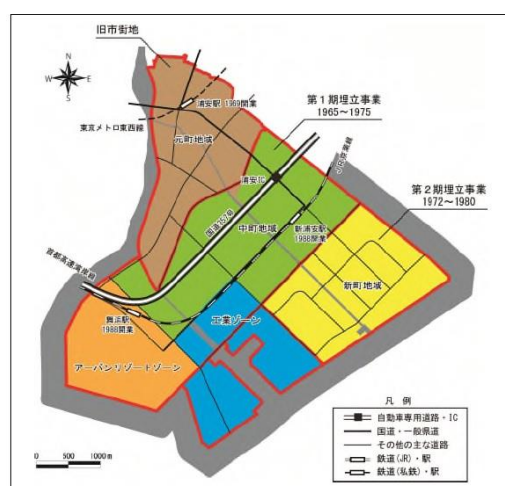 旧市街地
N
W E
S
浦安駅 1969開業
東京メトロ東西線
元町地域
第1期埋立事業
1965～1975
浦安IC
JR京葉線
国道357号
中町地域
新浦安駅
1988開業
第2期埋立事業
1972～1980
新町地域
首都高速湾岸線
舞浜駅
1988開業
工業ゾーン
アーバンリゾートゾーン
凡 例
自動車専用道路・IC
国道・一般県道
その他の主な道路
鉄道(JR)・駅
鉄道(私鉄)・駅
0 500 1000m